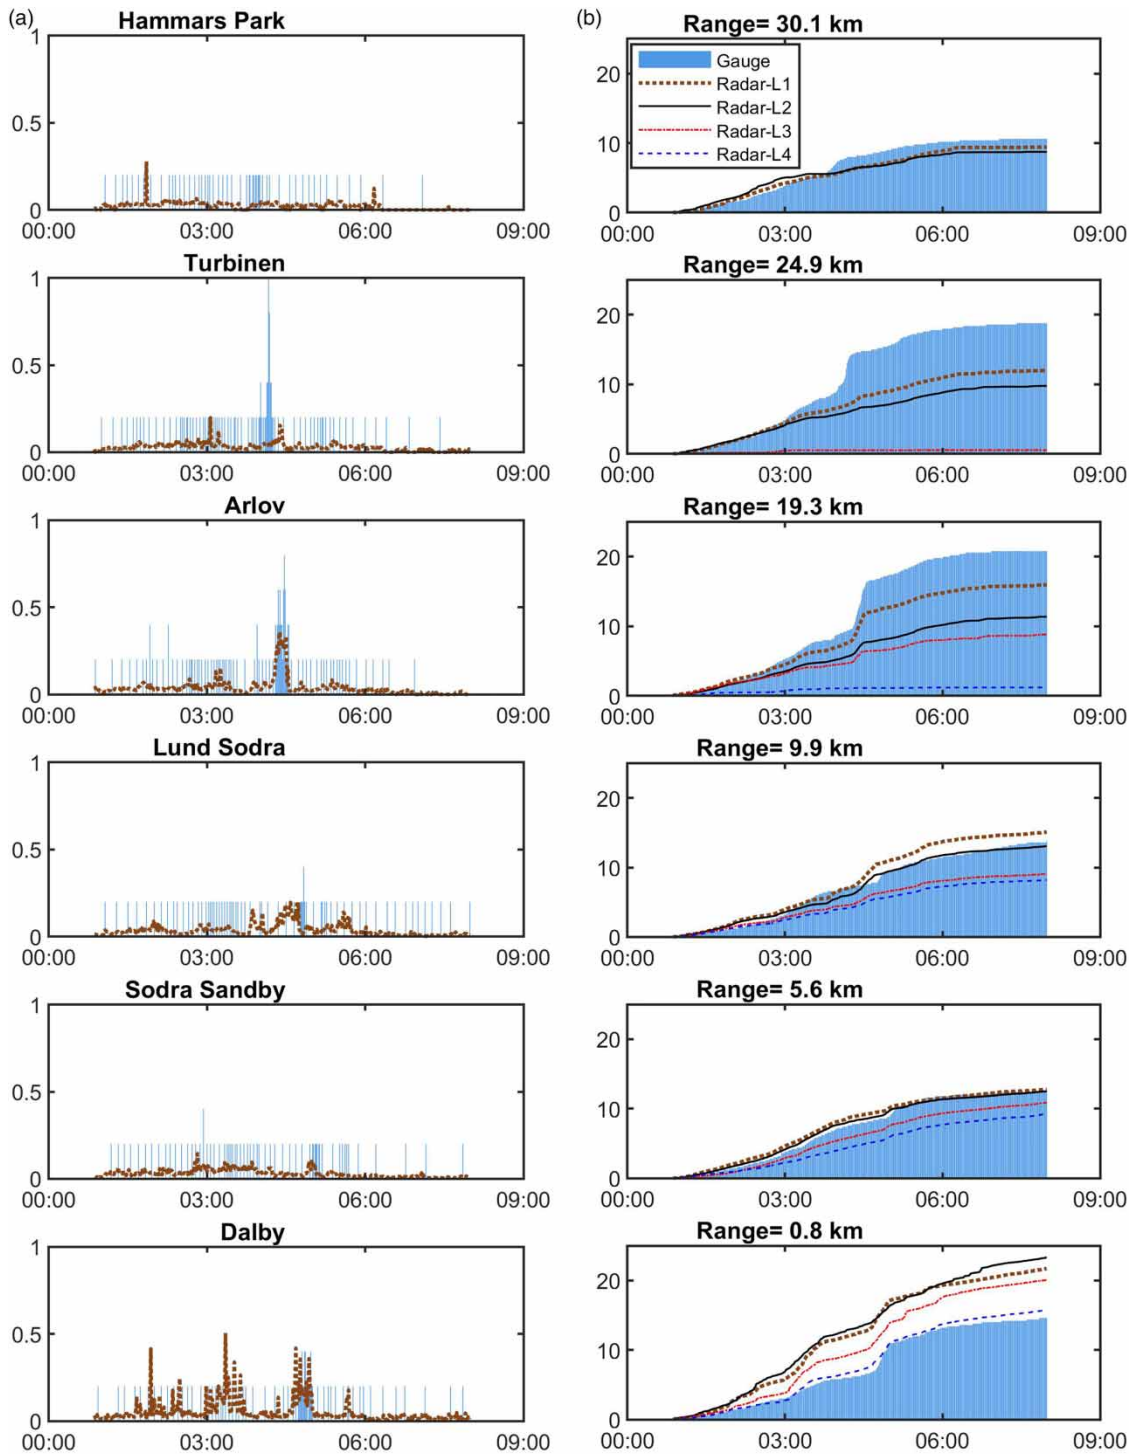 (a)
Hammars Park
1
0.5
0
00:00 03:00 06:00 09:00
(b)
Range= 30.1 km
Gauge
Radar-L1
Radar-L2
Radar-L3
Radar-L4
20
10
0
00:00 03:00 06:00 09:00
Turbinen
1
0.5
0
00:00 03:00 06:00 09:00
Range= 24.9 km
20
10
0
00:00 03:00 06:00 09:00
Arlov
1
0.5
0
00:00 03:00 06:00 09:00
Range= 19.3 km
20
10
0
00:00 03:00 06:00 09:00
Lund Sodra
1
0.5
0
00:00 03:00 06:00 09:00
Range= 9.9 km
20
10
0
00:00 03:00 06:00 09:00
Sodra Sandby
1
0.5
0
00:00 03:00 06:00 09:00
Range= 5.6 km
20
10
0
00:00 03:00 06:00 09:00
Dalby
1
0.5
0
00:00 03:00 06:00 09:00
Range= 0.8 km
20
10
0
00:00 03:00 06:00 09:00